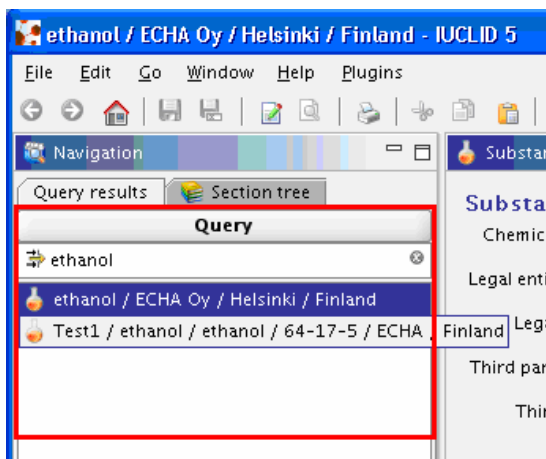 ethanol / ECHA Oy / Helsinki / Finland - IUCLID 5
File Edit Go Window Help Plugins
Navigation
Substan
Query results Section tree
Substa
Query
Chemic
ethanol
Legal enti
ethanol / ECHA Oy / Helsinki / Finland
Lega
Test1 / ethanol / ethanol / 64-17-5 / ECHA / Finland
Third par
Thir